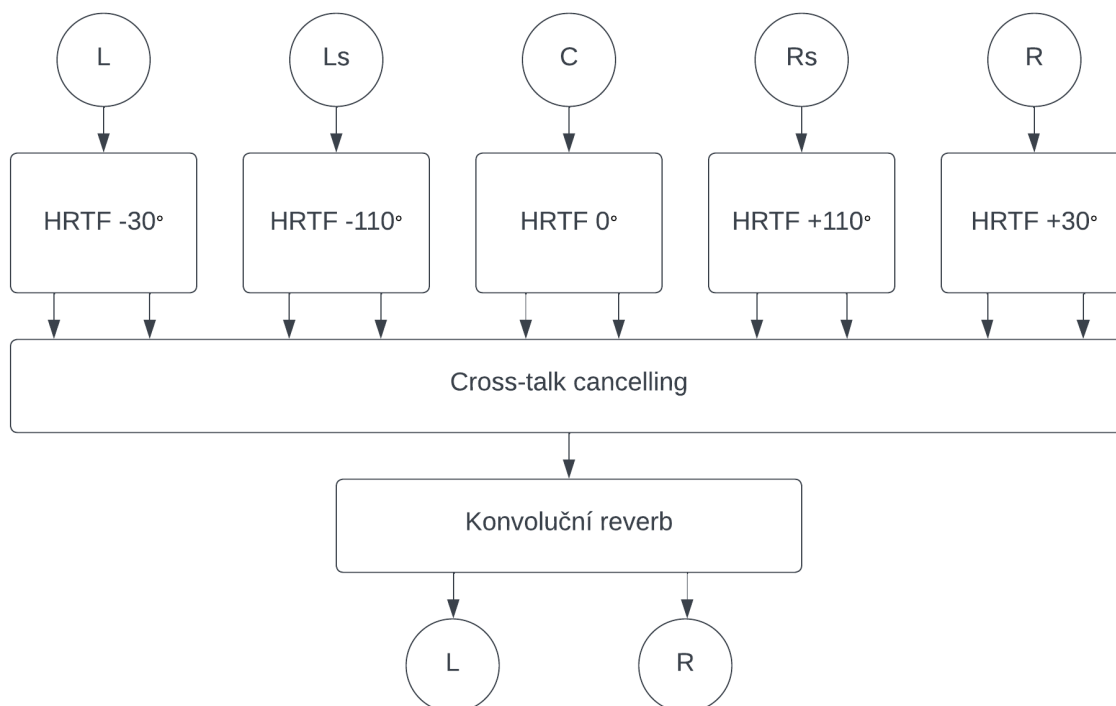 L
Ls
C
Rs
R
HRTF -30°
HRTF -110°
HRTF 0°
HRTF +110°
HRTF +30°
Cross-talk cancelling
Konvoluční reverb
L
R